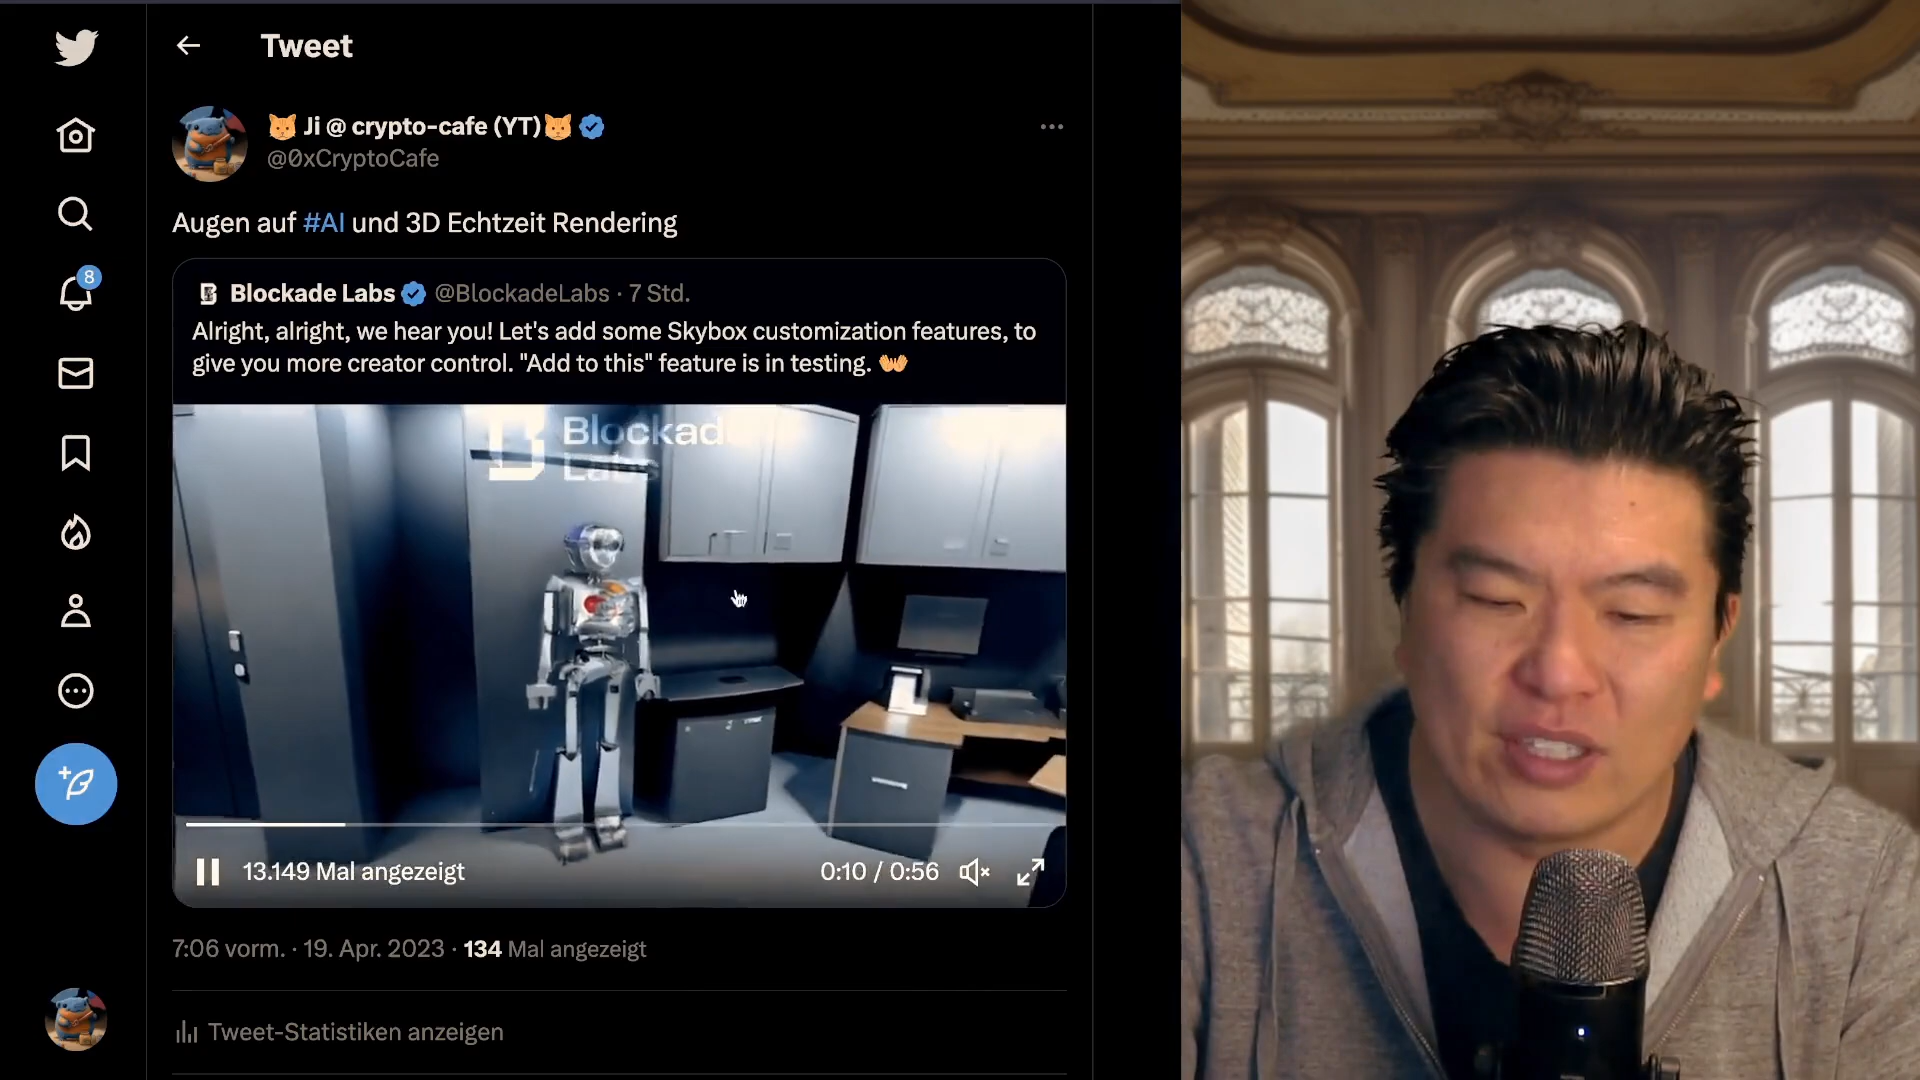 Tweet
🐱 Ji @ crypto-cafe (YT)🐱
@0xCryptoCafe
Augen auf #AI und 3D Echtzeit Rendering
Blockade Labs @BlockadeLabs · 7 Std.
Alright, alright, we hear you! Let's add some Skybox customization features, to
give you more creator control. "Add to this" feature is in testing. 👐
Blockade
Labs
13.149 Mal angezeigt
0:10 / 0:56
7:06 vorm. · 19. Apr. 2023 · 134 Mal angezeigt
Tweet-Statistiken anzeigen
8